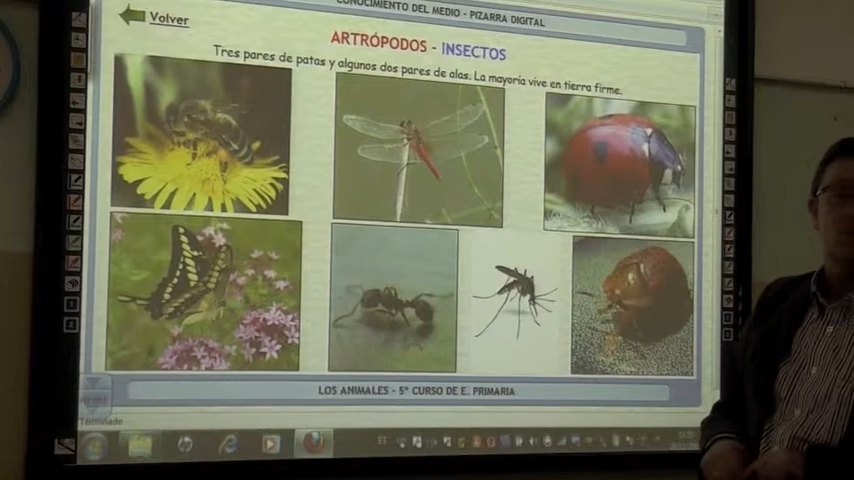 CONOCIMIENTO DEL MEDIO - PIZARRA DIGITAL
Volver
ARTRÓPODOS - INSECTOS
Tres pares de patas y algunos dos pares de alas. La mayoría vive en tierra firme.
LOS ANIMALES - 5º CURSO DE E. PRIMARIA
Terminado